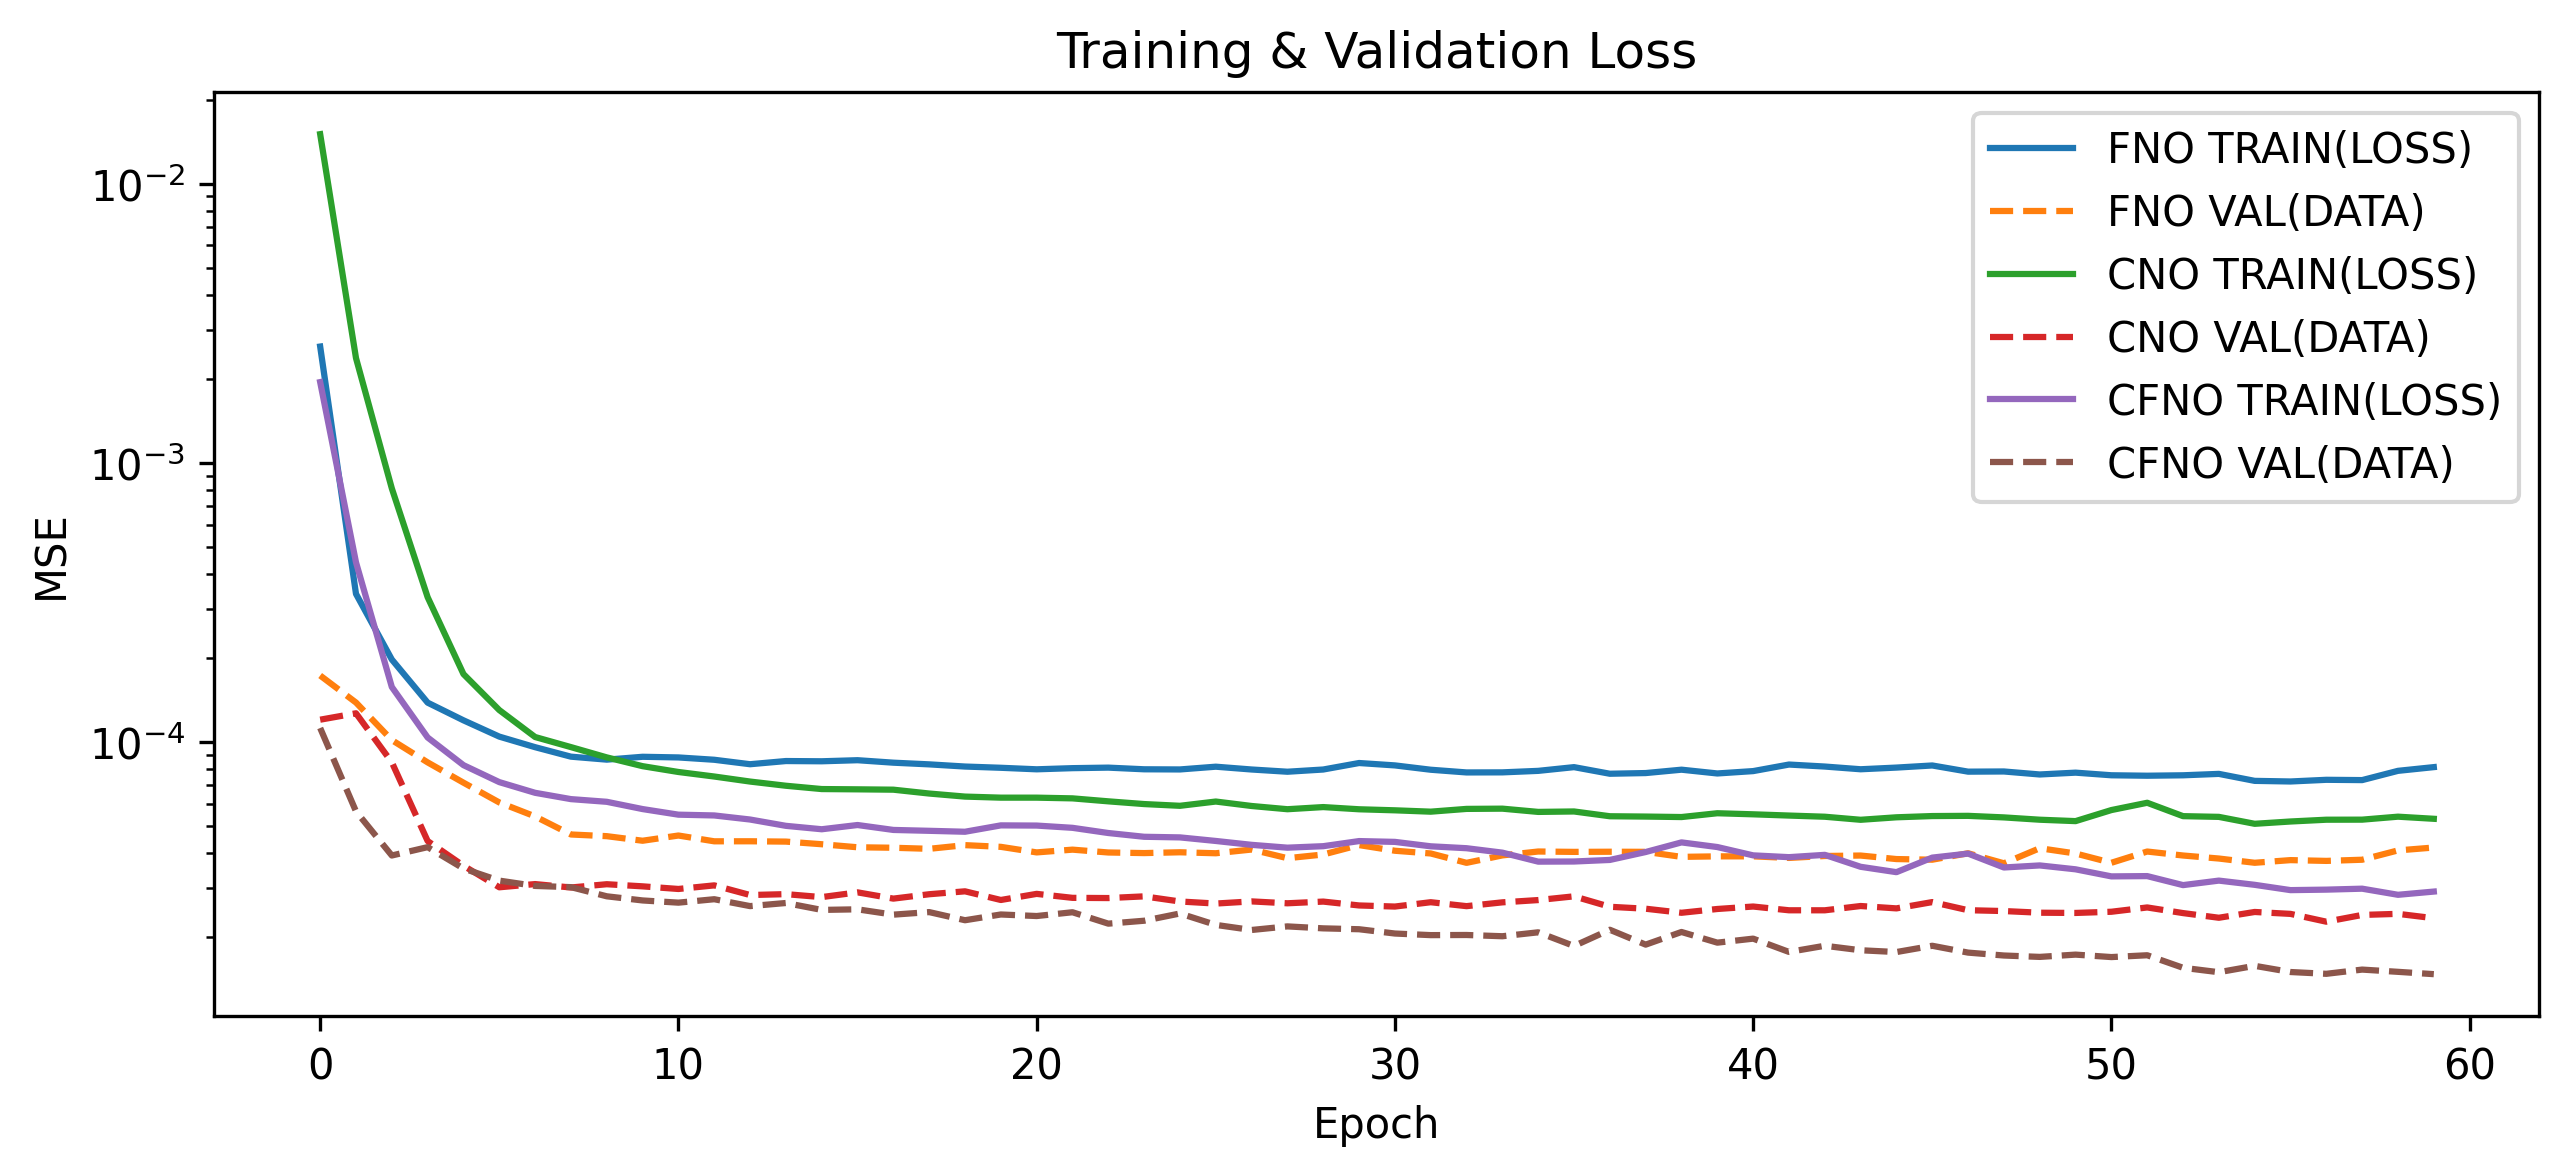 Training & Validation Loss
MSE
10⁻²
10⁻³
10⁻⁴
FNO TRAIN(LOSS)
FNO VAL(DATA)
CNO TRAIN(LOSS)
CNO VAL(DATA)
CFNO TRAIN(LOSS)
CFNO VAL(DATA)
0 10 20 30 40 50 60
Epoch